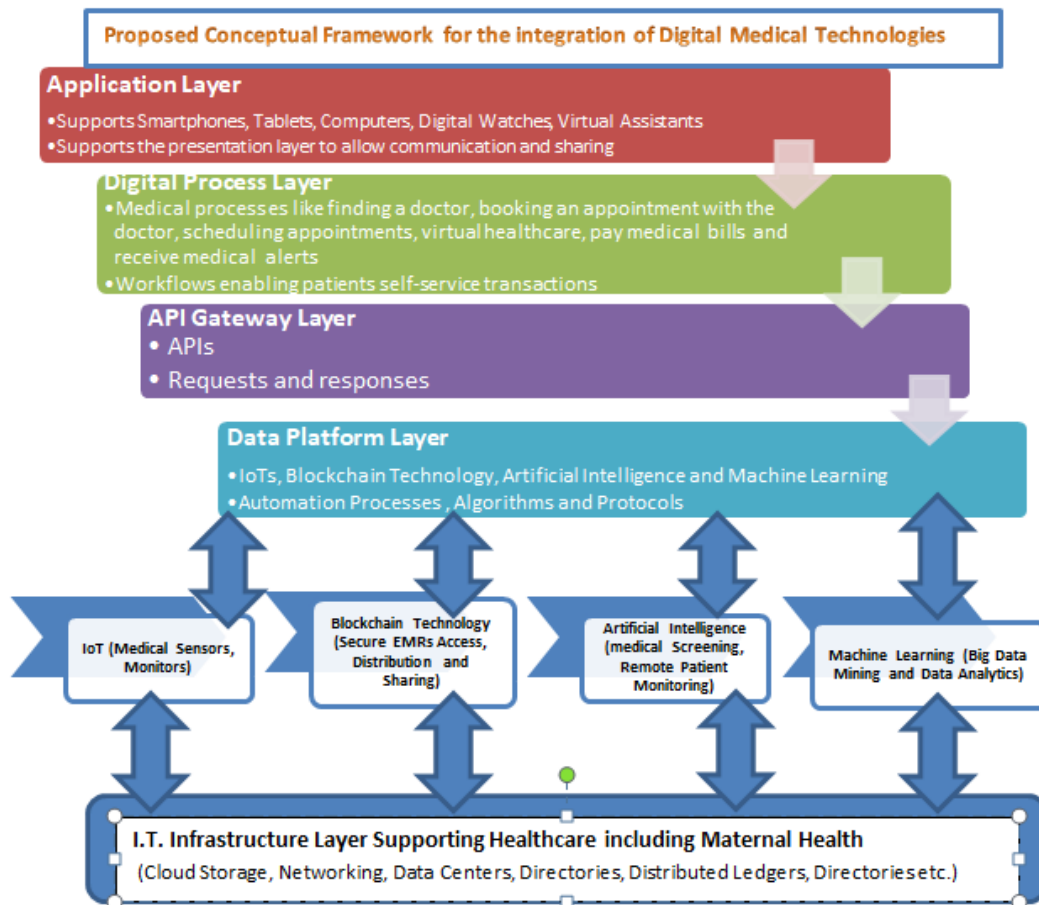 Proposed Conceptual Framework for the integration of Digital Medical Technologies
Application Layer
•Supports Smartphones, Tablets, Computers, Digital Watches, Virtual Assistants
•Supports the presentation layer to allow communication and sharing
Digital Process Layer
•Medical processes like finding a doctor, booking an appointment with the
doctor, scheduling appointments, virtual healthcare, pay medical bills and
receive medical alerts
•Workflows enabling patients self-service transactions
API Gateway Layer
• APIs
• Requests and responses
Data Platform Layer
•IoTs, Blockchain Technology, Artificial Intelligence and Machine Learning
•Automation Processes , Algorithms and Protocols
IoT (Medical Sensors,
Monitors)
Blockchain Technology
(Secure EMRs Access,
Distribution and
Sharing)
Artificial Intelligence
(medical Screening,
Remote Patient
Monitoring)
Machine Learning (Big Data
Mining and Data Analytics)
I.T. Infrastructure Layer Supporting Healthcare including Maternal Health
(Cloud Storage, Networking, Data Centers, Directories, Distributed Ledgers, Directories etc.)